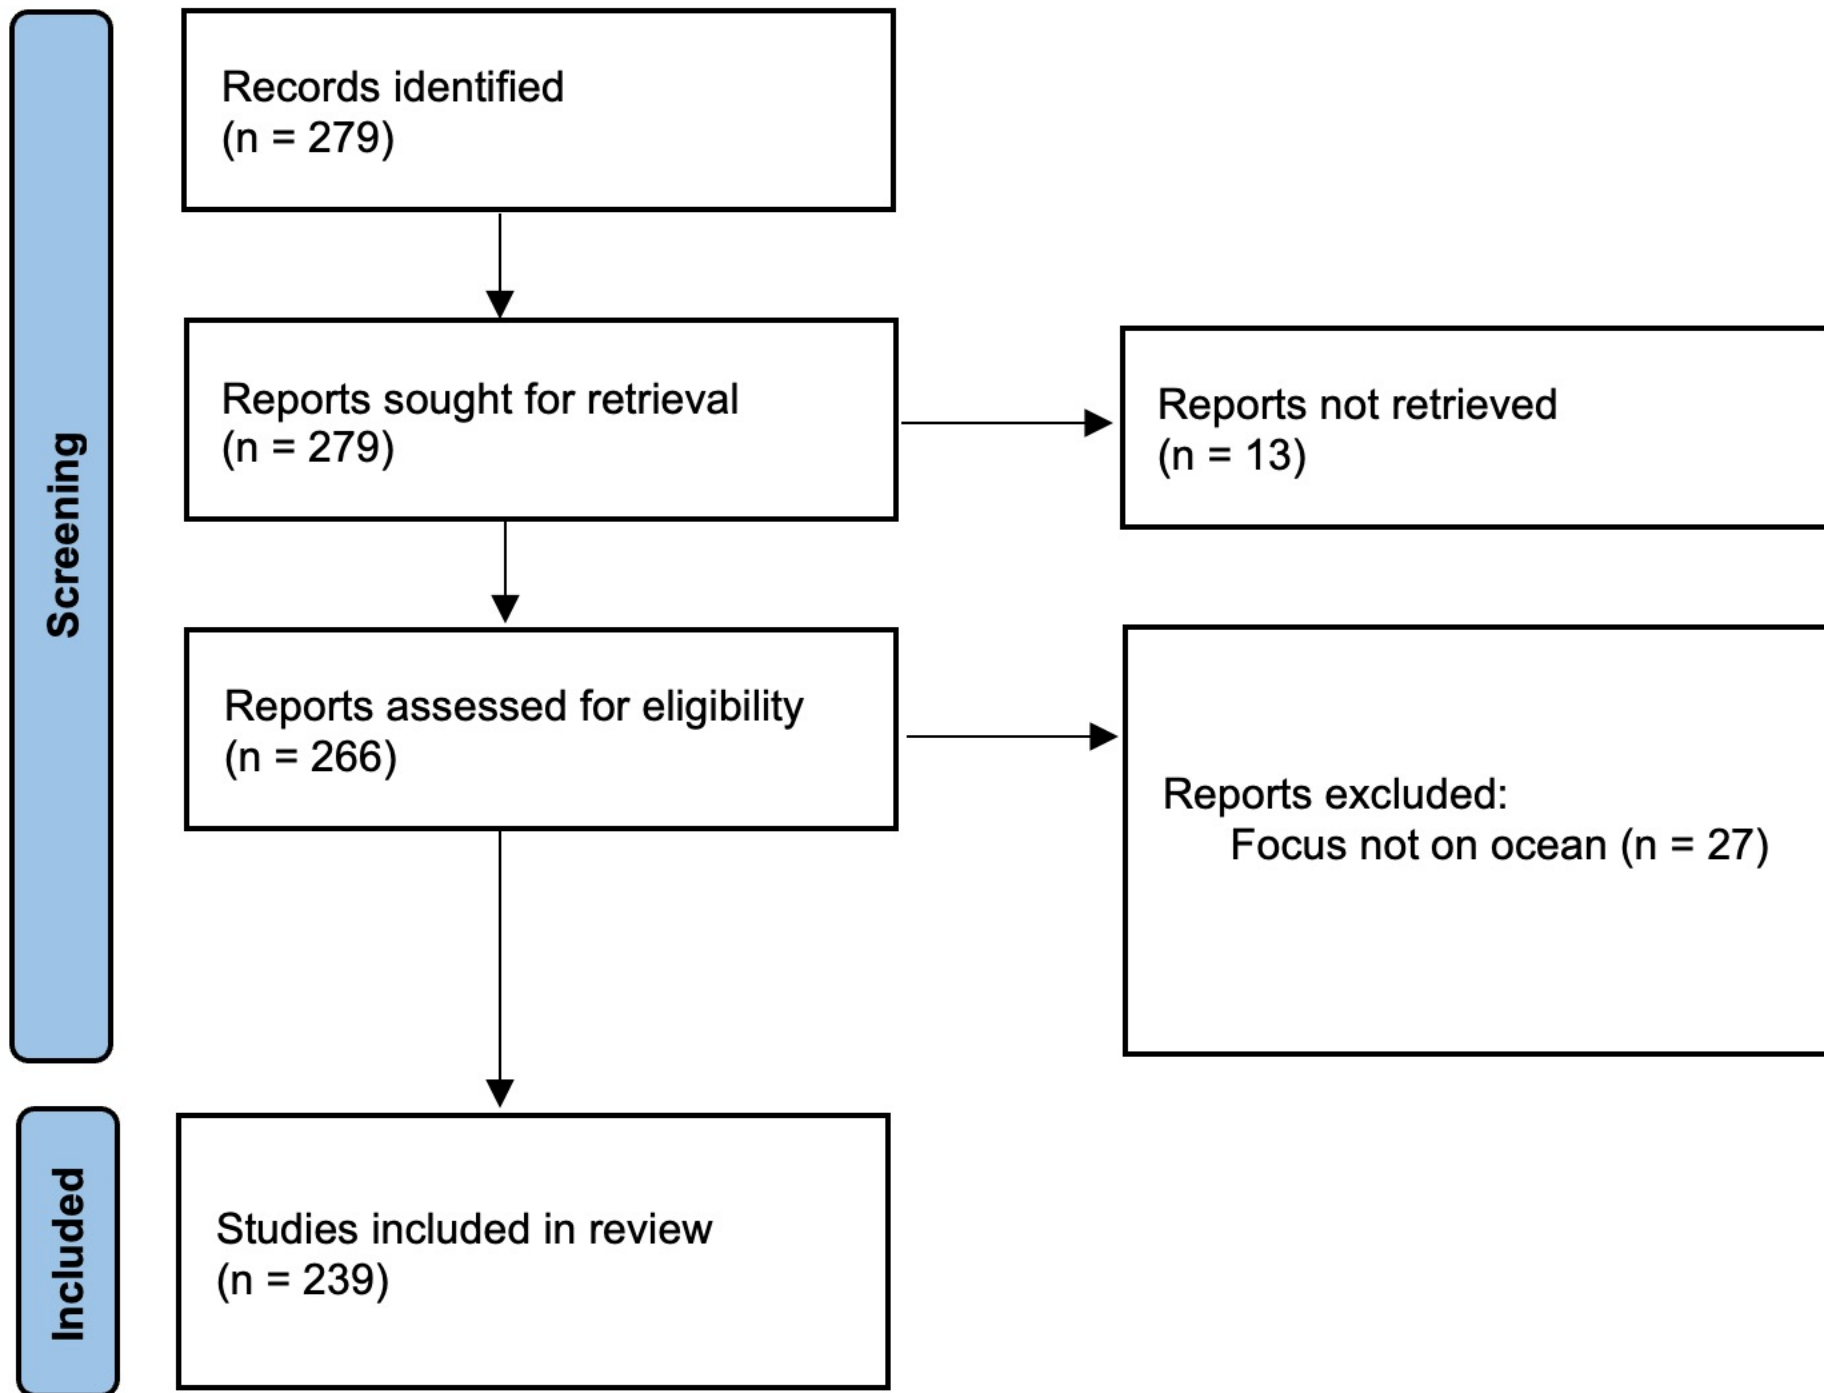 Screening
Records identified
(n = 279)
Reports sought for retrieval
(n = 279)
Reports not retrieved
(n = 13)
Reports assessed for eligibility
(n = 266)
Reports excluded:
Focus not on ocean (n = 27)
Included
Studies included in review
(n = 239)